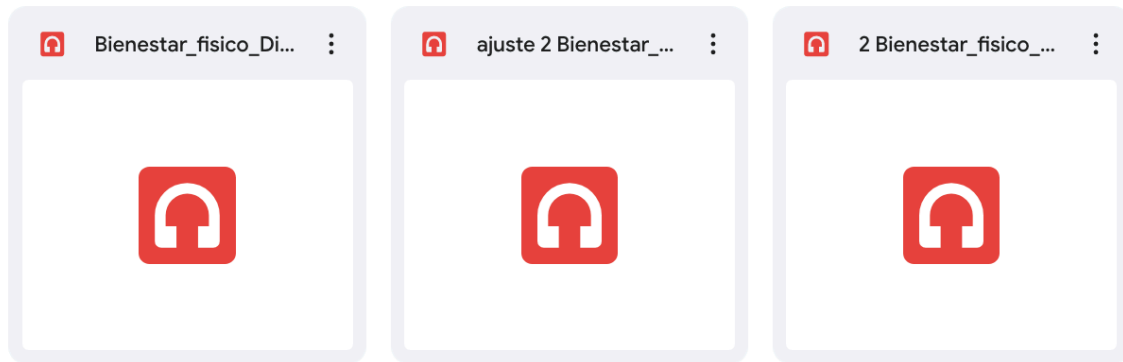 Bienestar_fisico_Di...
ajuste 2 Bienestar_...
2 Bienestar_fisico_...